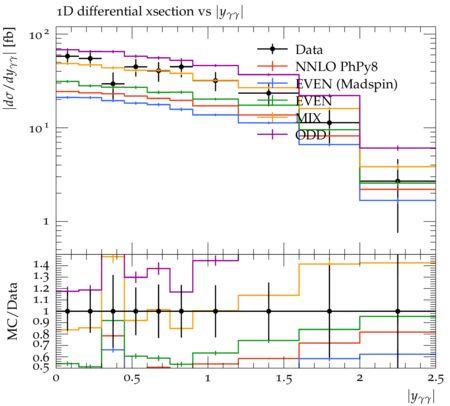 1D differential xsection vs |yγγ|
|dσ/dyγγ| [fb]
10²
10¹
1
Data
NNLO PhPy8
EVEN (Madspin)
EVEN
MIX
ODD
MC/Data
1.4
1.3
1.2
1.1
1
0.9
0.8
0.7
0.6
0.5
0 0.5 1 1.5 2 2.5
|yγγ|